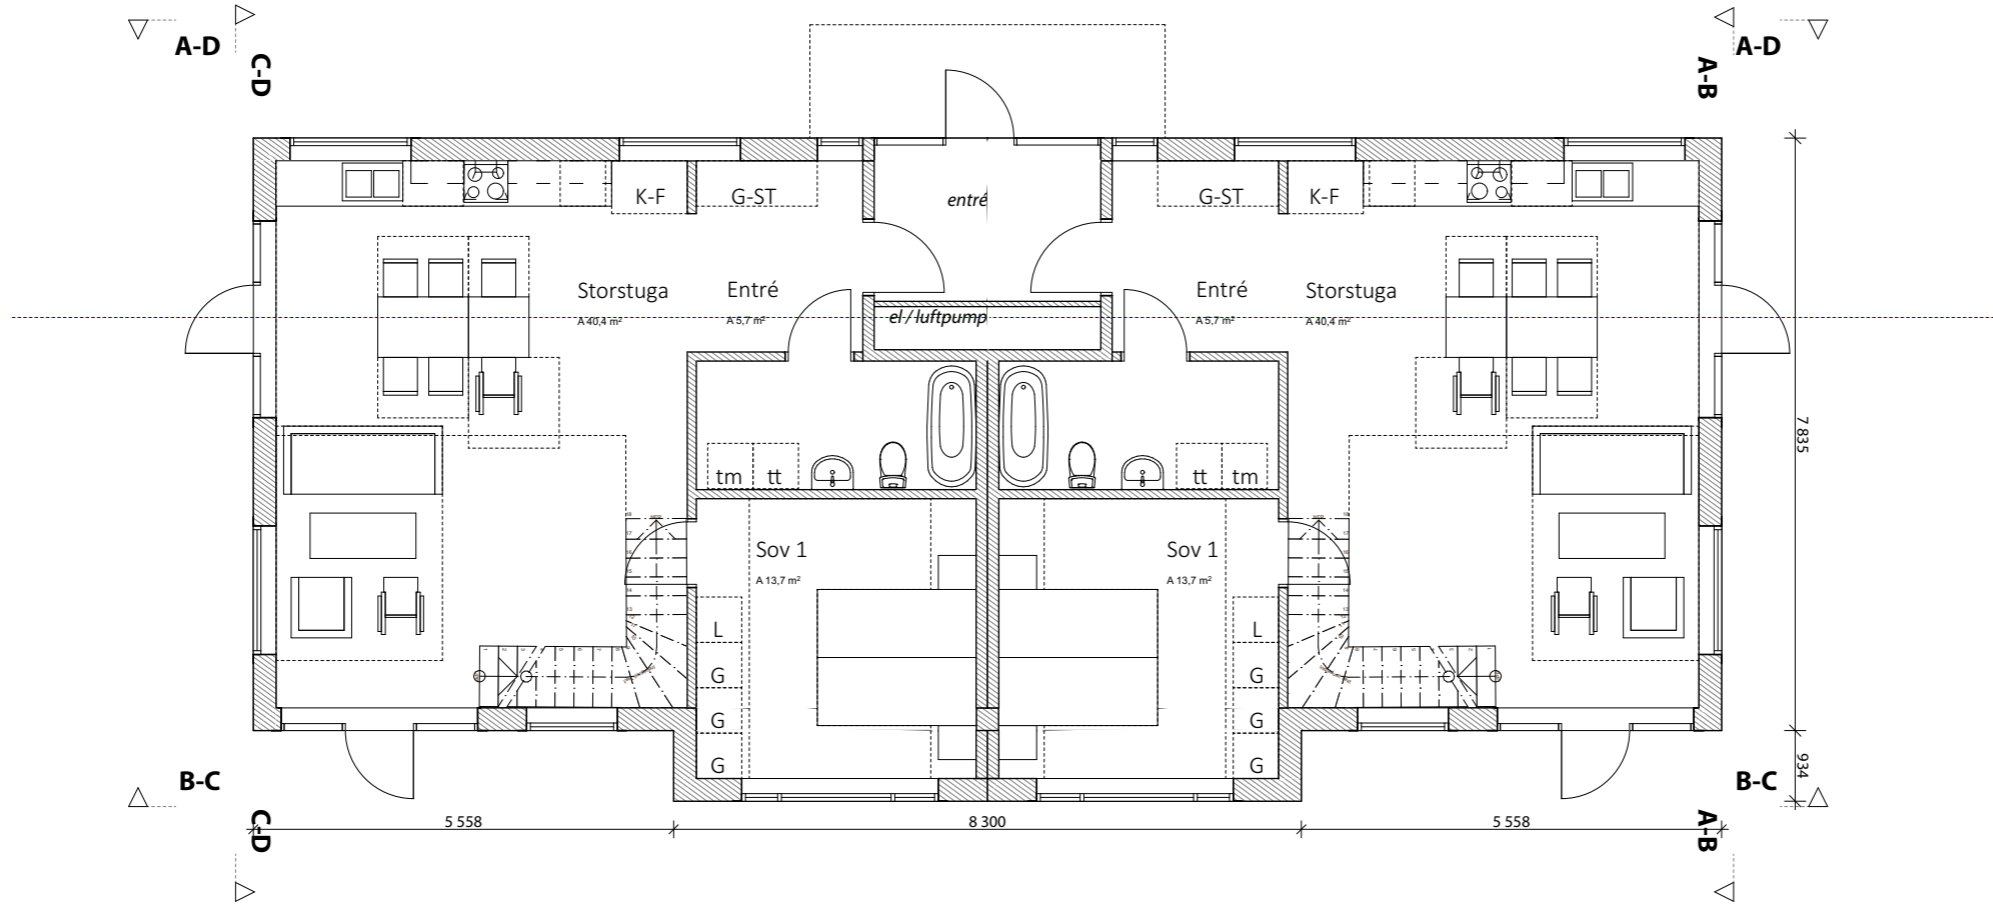 A-D
A-D
C-D
A-B
K-F
G-ST
entré
G-ST
K-F
Storstuga
A 40,4 m²
Entré
A 5,7 m²
el / luftpump
Entré
A 5,7 m²
Storstuga
A 40,4 m²
7 835
tm
tt
tt
tm
Sov 1
A 13,7 m²
Sov 1
A 13,7 m²
L
G
G
G
L
G
G
G
934
B-C
B-C
C-D
5 558
8 300
5 558
A-B